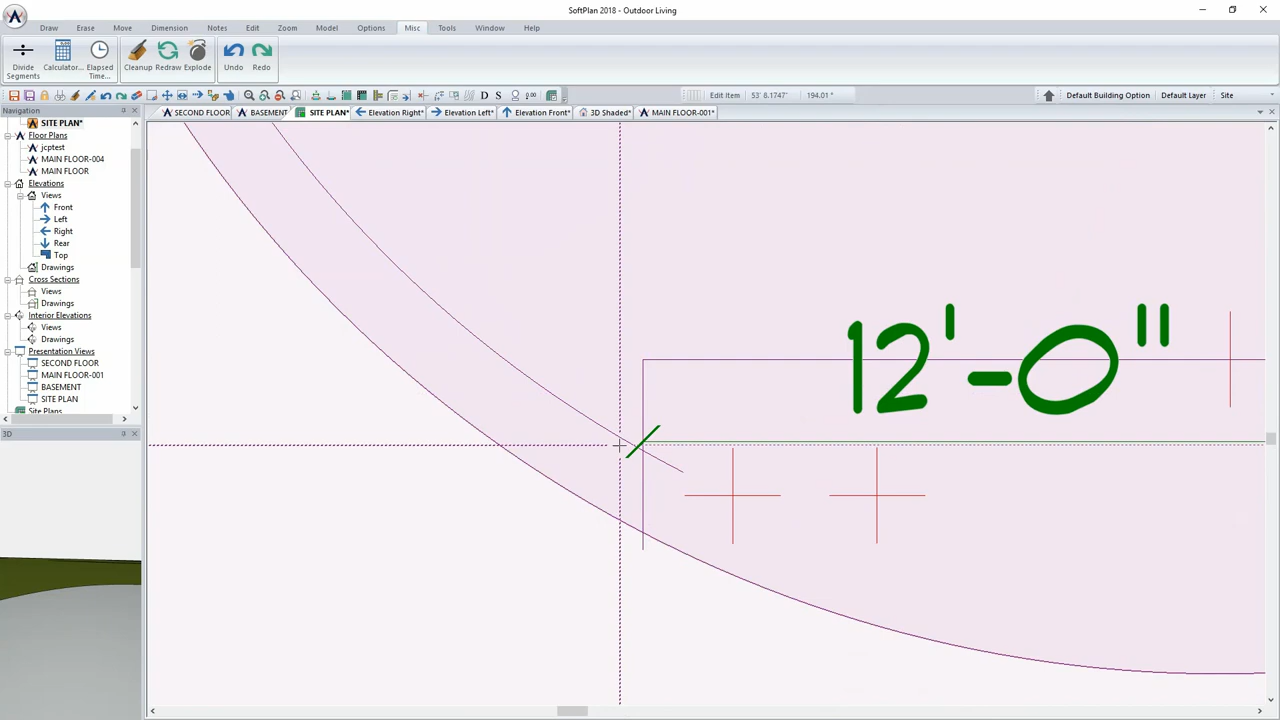 SoftPlan 2018 - Outdoor Living
Draw Erase Move Dimension Notes Edit Zoom Model Options Misc Tools Window Help
Divide Segments Calculator... Elapsed Time... Cleanup Redraw Explode Undo Redo
D S Edit Item 53' 8.1747" 194.01° Default Building Option Default Layer Site
Navigation SECOND FLOOR BASEMENT SITE PLAN* Elevation Right* Elevation Left* Elevation Front* 3D Shaded* MAIN FLOOR-001*
SITE PLAN*
Floor Plans
jcptest
MAIN FLOOR-004
MAIN FLOOR
Elevations
Views
Front
Left
Right
Rear
Top
Drawings
Cross Sections
Views
Drawings
Interior Elevations
Views
Drawings
Presentation Views
SECOND FLOOR
MAIN FLOOR-001
BASEMENT
SITE PLAN
Site Plans
3D
12'-0"